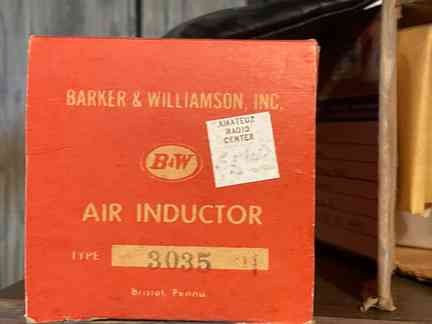 BARKER & WILLIAMSON, INC.
AMATEUR
RADIO
CENTER
B&W
AIR INDUCTOR
TYPE 3035
Bristol, Penna.